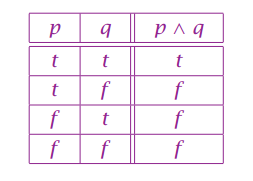 p q p ∧ q
t t t
t f f
f t f
f f f